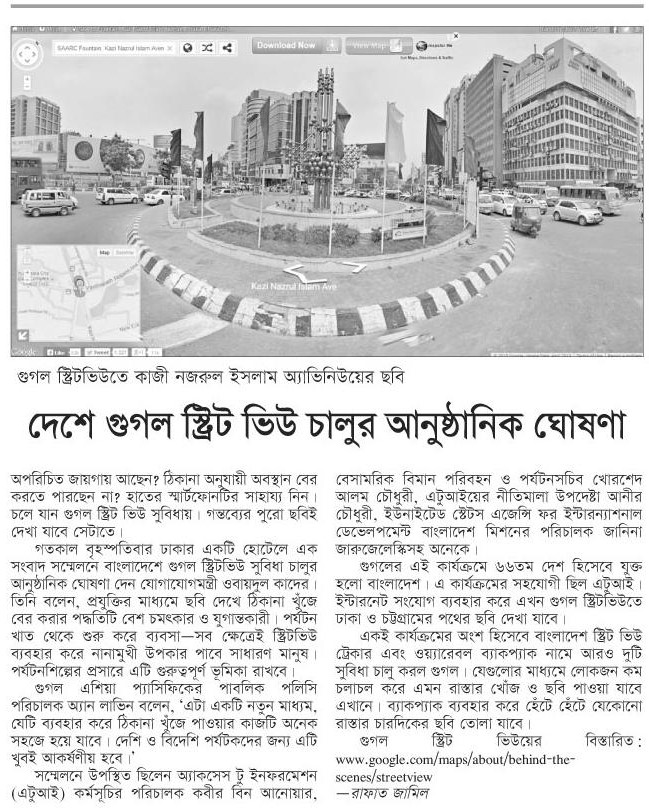 SAARC Fountain, Kazi Nazrul Islam Aven
Download Now
View Map
Get Maps, Directions & Traffic
Kazi Nazrul Islam Ave
Map
Google
Like
Tweet
গুগল স্ট্রিটভিউতে কাজী নজরুল ইসলাম অ্যাভিনিউয়ের ছবি
দেশে গুগল স্ট্রিট ভিউ চালুর আনুষ্ঠানিক ঘোষণা
অপরিচিত জায়গায় আছেন? ঠিকানা অনুযায়ী অবস্থান বের
করতে পারছেন না? হাতের স্মার্টফোনটির সাহায্য নিন।
চলে যান গুগল স্ট্রিট ভিউ সুবিধায়। গন্তব্যের পুরো ছবিই
দেখা যাবে সেটাতে।
গতকাল বৃহস্পতিবার ঢাকার একটি হোটেলে এক
সংবাদ সম্মেলনে বাংলাদেশে গুগল স্ট্রিটভিউ সুবিধা চালুর
আনুষ্ঠানিক ঘোষণা দেন যোগাযোগমন্ত্রী ওবায়দুল কাদের।
তিনি বলেন, প্রযুক্তির মাধ্যমে ছবি দেখে ঠিকানা খুঁজে
বের করার পদ্ধতিটি বেশ চমৎকার ও যুগান্তকারী। পর্যটন
খাত থেকে শুরু করে ব্যবসা—সব ক্ষেত্রেই স্ট্রিটভিউ
ব্যবহার করে নানামুখী উপকার পাবে সাধারণ মানুষ।
পর্যটনশিল্পের প্রসারে এটি গুরুত্বপূর্ণ ভূমিকা রাখবে।
গুগল এশিয়া প্যাসিফিকের পাবলিক পলিসি
পরিচালক অ্যান লাভিন বলেন, ‘এটা একটি নতুন মাধ্যম,
যেটি ব্যবহার করে ঠিকানা খুঁজে পাওয়ার কাজটি অনেক
সহজে হয়ে যাবে। দেশি ও বিদেশি পর্যটকদের জন্য এটি
খুবই আকর্ষণীয় হবে।’
সম্মেলনে উপস্থিত ছিলেন অ্যাকসেস টু ইনফরমেশন
(এটুআই) কর্মসূচির পরিচালক কবীর বিন আনোয়ার,
বেসামরিক বিমান পরিবহন ও পর্যটনসচিব খোরশেদ
আলম চৌধুরী, এটুআইয়ের নীতিমালা উপদেষ্টা আনীর
চৌধুরী, ইউনাইটেড স্টেটস এজেন্সি ফর ইন্টারন্যাশনাল
ডেভেলপমেন্ট বাংলাদেশ মিশনের পরিচালক জানিনা
জারুজেলেস্কিসহ অনেকে।
গুগলের এই কার্যক্রমে ৬৬তম দেশ হিসেবে যুক্ত
হলো বাংলাদেশ। এ কার্যক্রমের সহযোগী ছিল এটুআই।
ইন্টারনেট সংযোগ ব্যবহার করে এখন গুগল স্ট্রিটভিউতে
ঢাকা ও চট্টগ্রামের পথের ছবি দেখা যাবে।
একই কার্যক্রমের অংশ হিসেবে বাংলাদেশ স্ট্রিট ভিউ
ট্রেকার এবং ওয়্যারেবল ব্যাকপ্যাক নামে আরও দুটি
সুবিধা চালু করল গুগল। যেগুলোর মাধ্যমে লোকজন কম
চলাচল করে এমন রাস্তার খোঁজ ও ছবি পাওয়া যাবে
এখানে। ব্যাকপ্যাক ব্যবহার করে হেঁটে হেঁটে যেকোনো
রাস্তার চারদিকের ছবি তোলা যাবে।
গুগল স্ট্রিট ভিউয়ের বিস্তারিত:
www.google.com/maps/about/behind-the-
scenes/streetview
—রাফাত জামিল